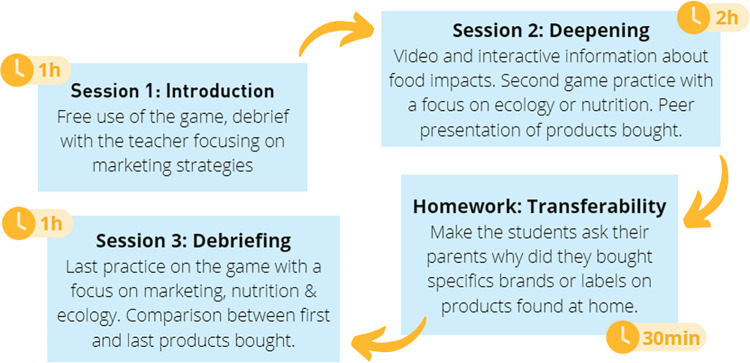 1h
Session 1: Introduction
Free use of the game, debrief
with the teacher focusing on
marketing strategies
2h
Session 2: Deepening
Video and interactive information about
food impacts. Second game practice with
a focus on ecology or nutrition. Peer
presentation of products bought.
Homework: Transferability
Make the students ask their
parents why did they bought
specifics brands or labels on
products found at home.
30min
1h
Session 3: Debriefing
Last practice on the game with a
focus on marketing, nutrition &
ecology. Comparison between first
and last products bought.